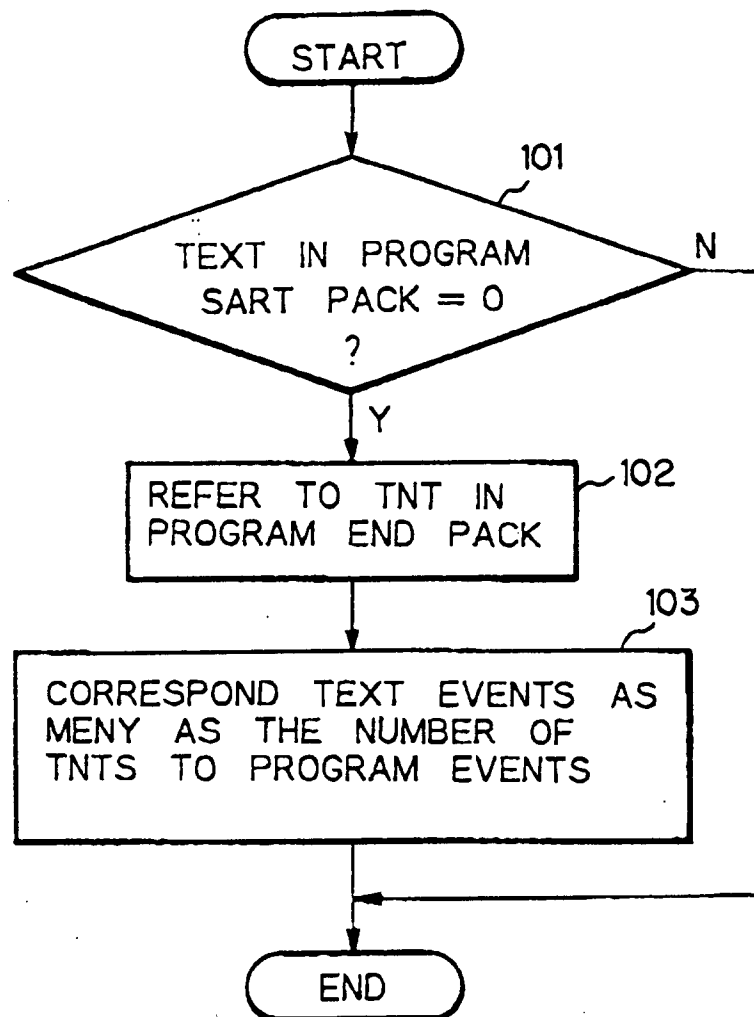 START
101
TEXT IN PROGRAM
SART PACK = 0
?
N
Y
102
REFER TO TNT IN
PROGRAM END PACK
103
CORRESPOND TEXT EVENTS AS
MENY AS THE NUMBER OF
TNTS TO PROGRAM EVENTS
END